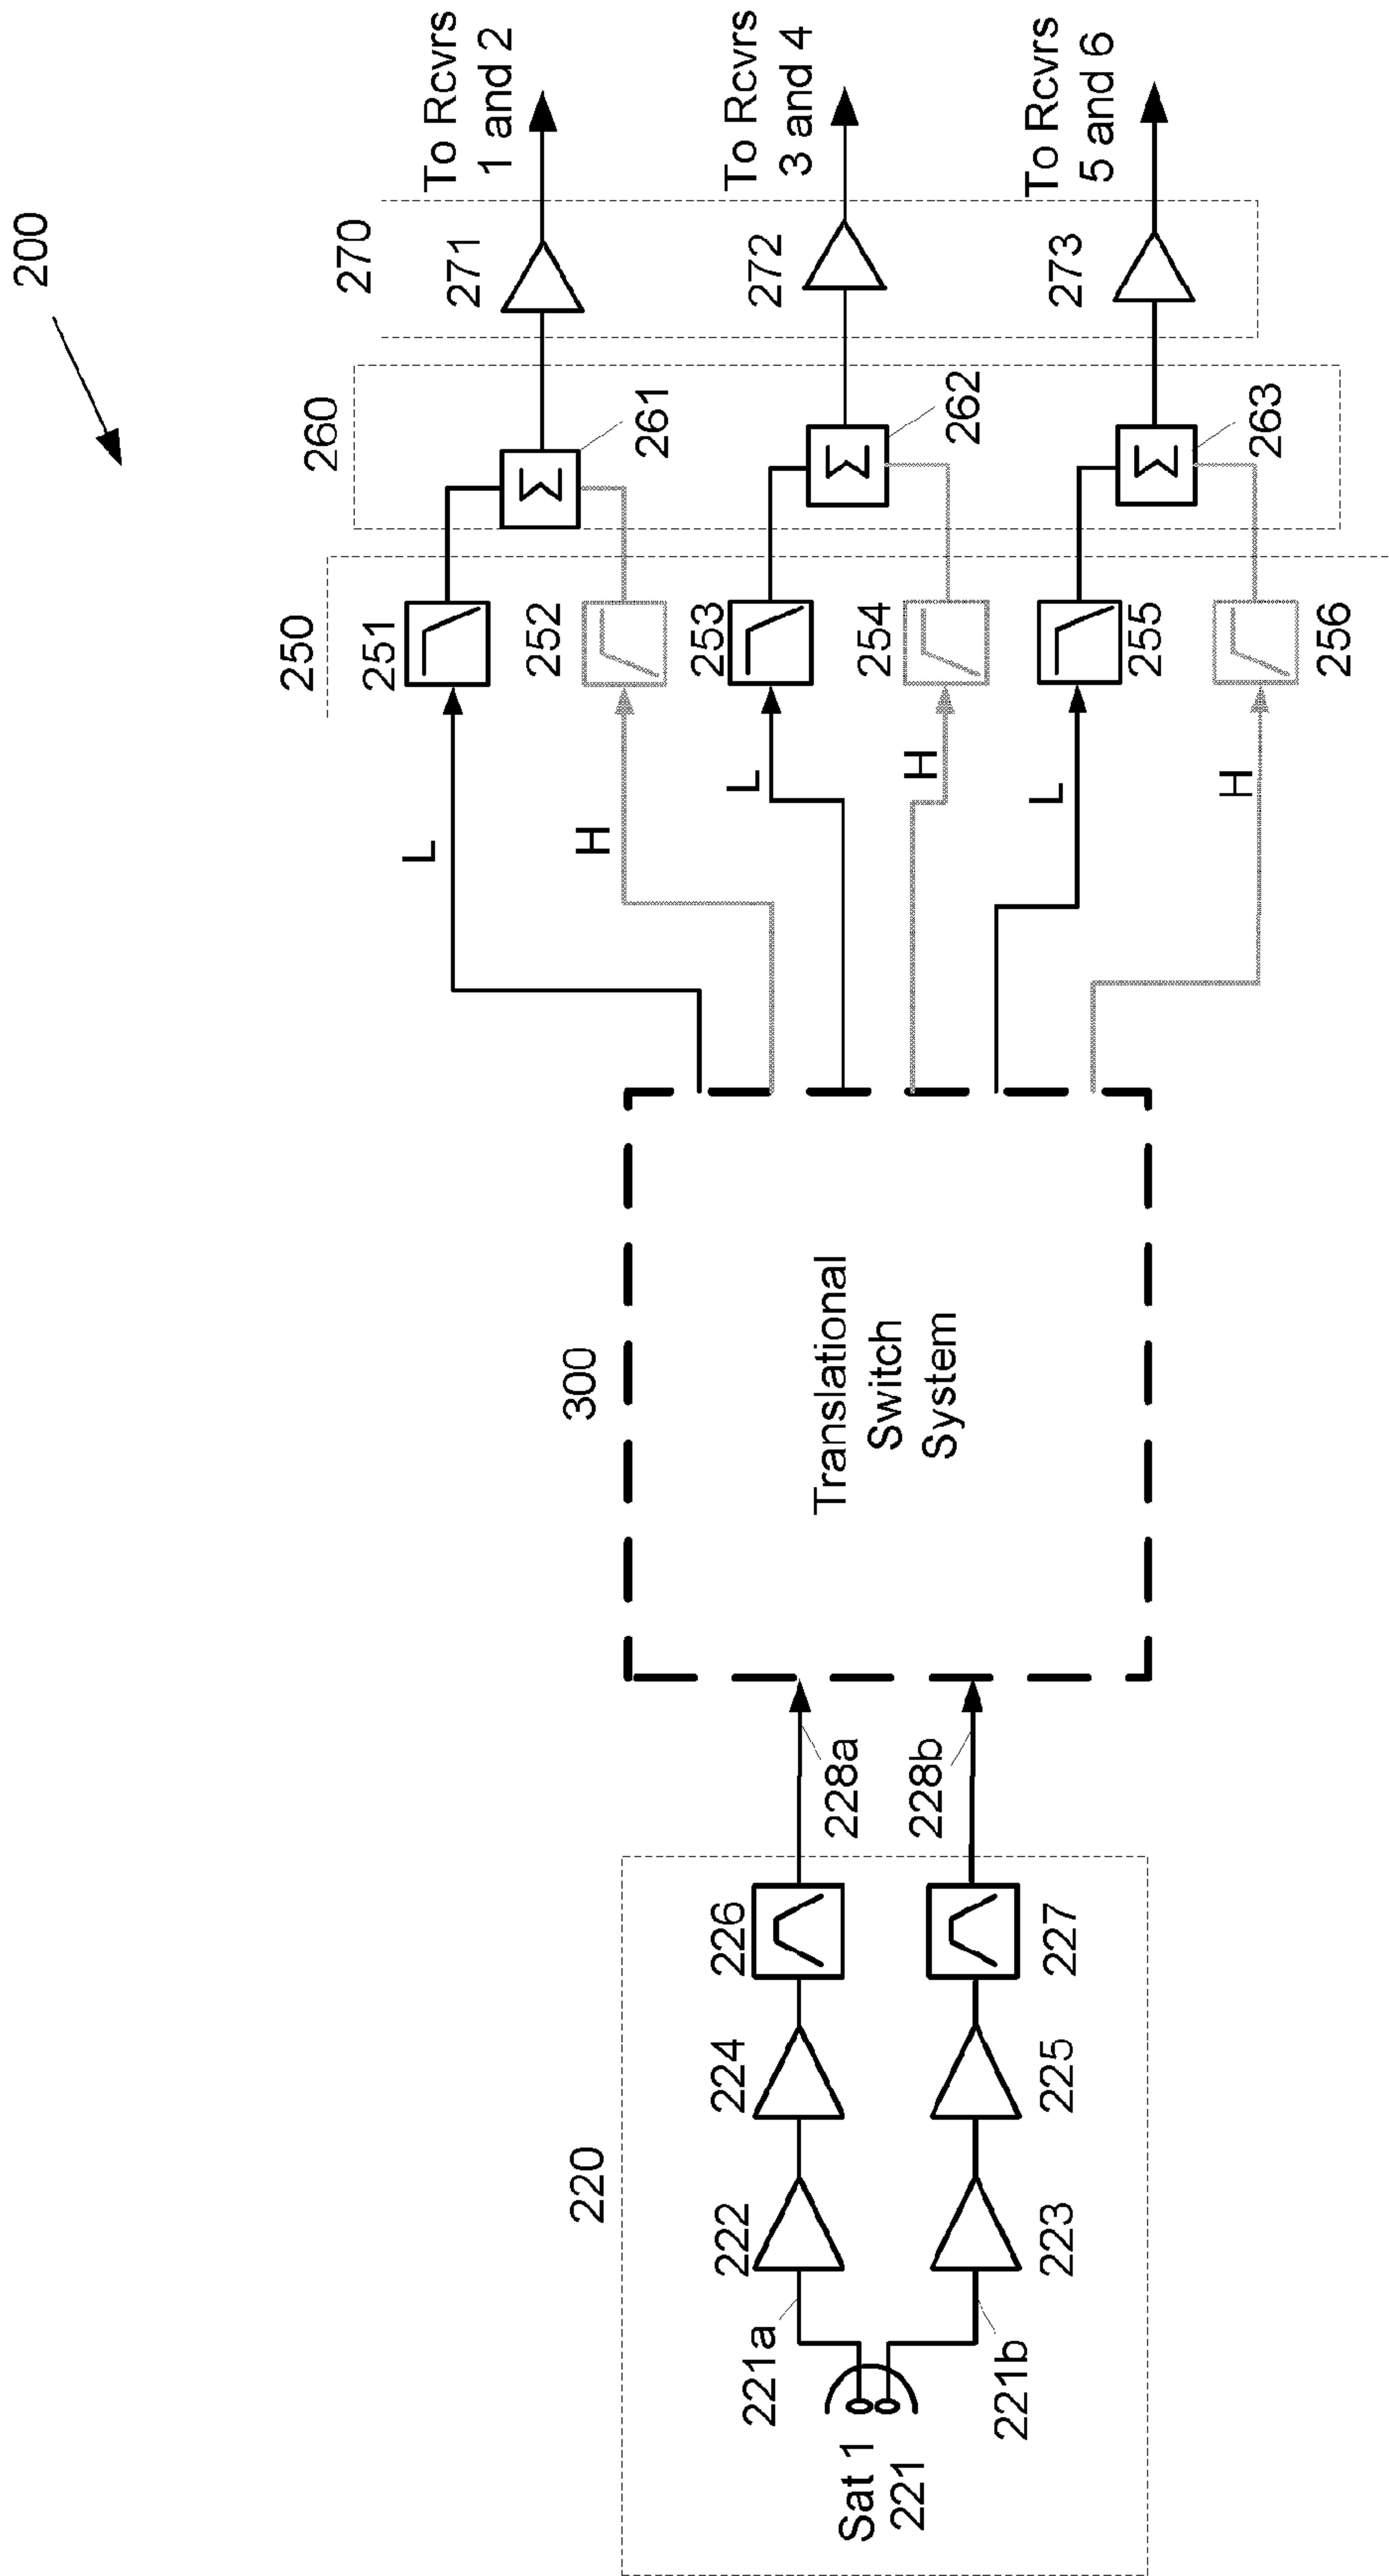 200
220
Sat 1
221
221a
221b
222
223
224
225
226
227
228a
228b
300
Translational
Switch
System
L
H
L
H
L
H
250
251
252
253
254
255
256
260
261
262
263
270
271
272
273
To Rcvrs
1 and 2
To Rcvrs
3 and 4
To Rcvrs
5 and 6
Σ
Σ
Σ